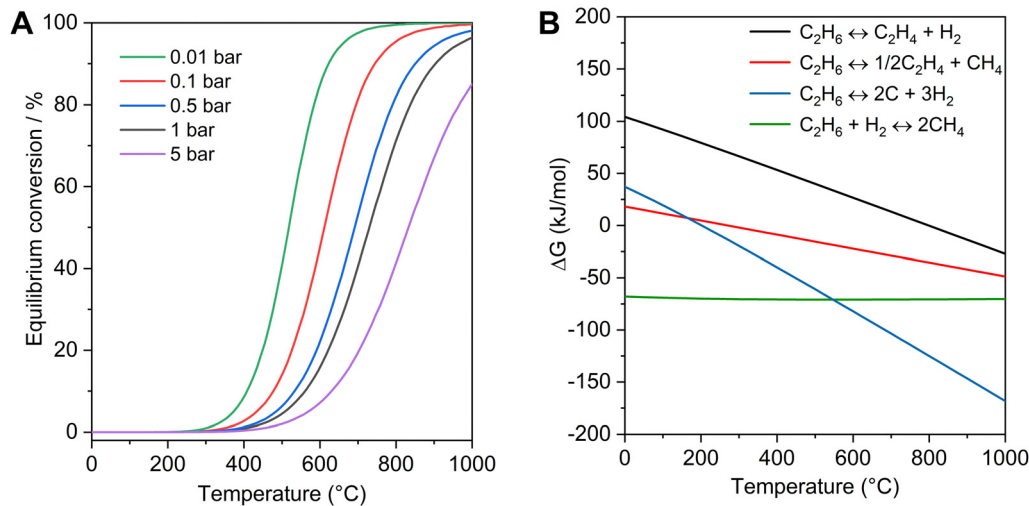 A
Equilibrium conversion / %
100
80
60
40
20
0
0.01 bar
0.1 bar
0.5 bar
1 bar
5 bar
0 200 400 600 800 1000
Temperature (°C)
B
ΔG (kJ/mol)
200
150
100
50
0
-50
-100
-150
-200
C₂H₆ ↔ C₂H₄ + H₂
C₂H₆ ↔ 1/2C₂H₄ + CH₄
C₂H₆ ↔ 2C + 3H₂
C₂H₆ + H₂ ↔ 2CH₄
0 200 400 600 800 1000
Temperature (°C)